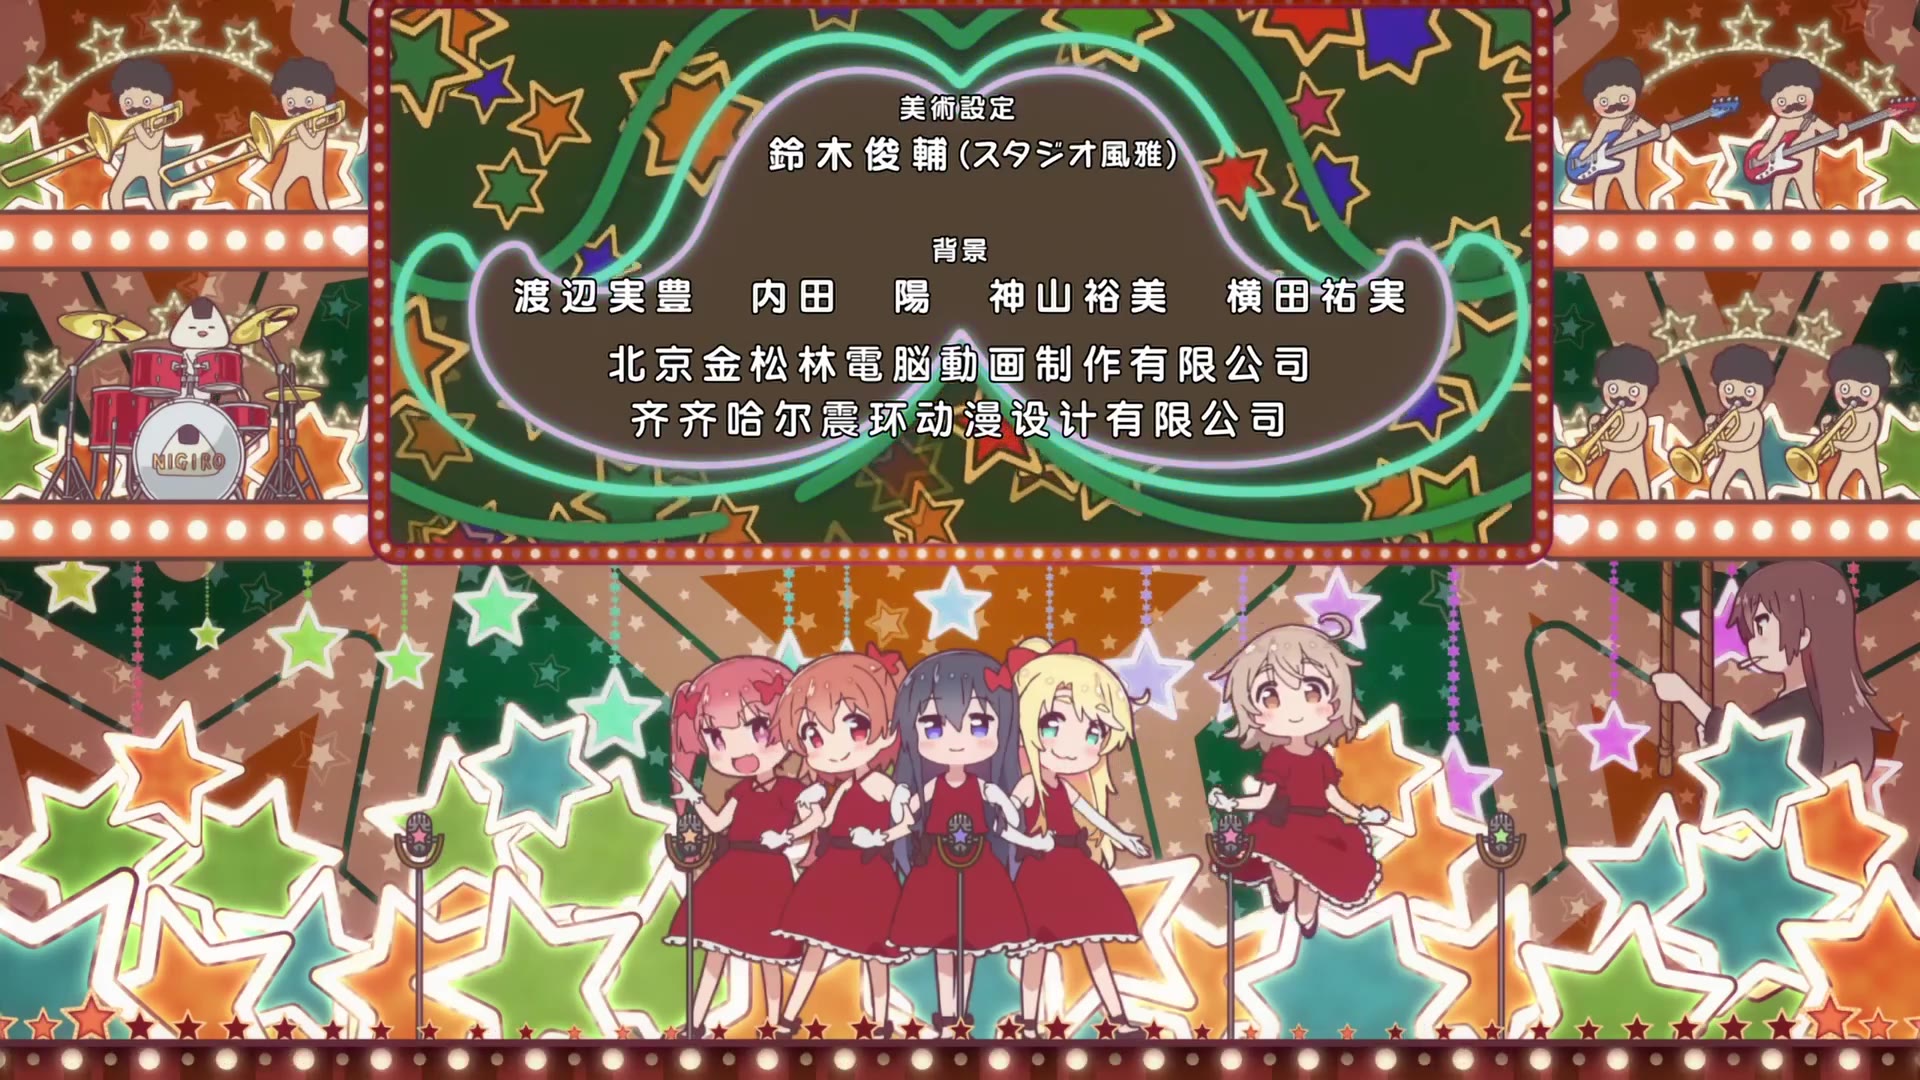 美術設定
鈴木俊輔(スタジオ風雅)
背景
渡辺実豊 内田 陽 神山裕美 横田祐実
北京金松林電脳動画制作有限公司
齐齐哈尔震环动漫设计有限公司
NIGIRO